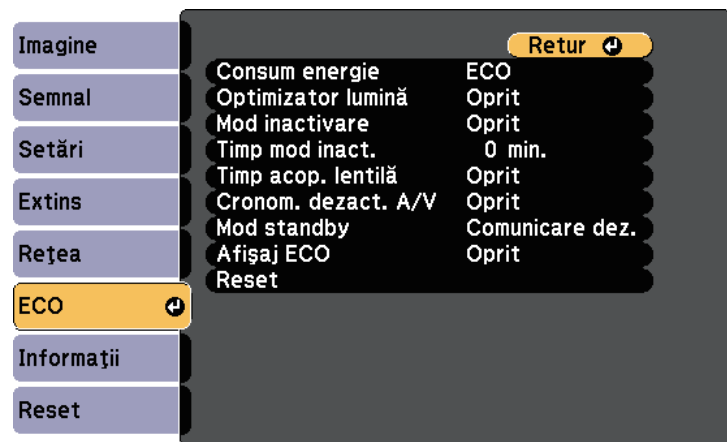 Imagine
Semnal
Setări
Extins
Reţea
ECO
Informaţii
Reset
Retur
Consum energie ECO
Optimizator lumină Oprit
Mod inactivare Oprit
Timp mod inact. 0 min.
Timp acop. lentilă Oprit
Cronom. dezact. A/V Oprit
Mod standby Comunicare dez.
Afişaj ECO Oprit
Reset